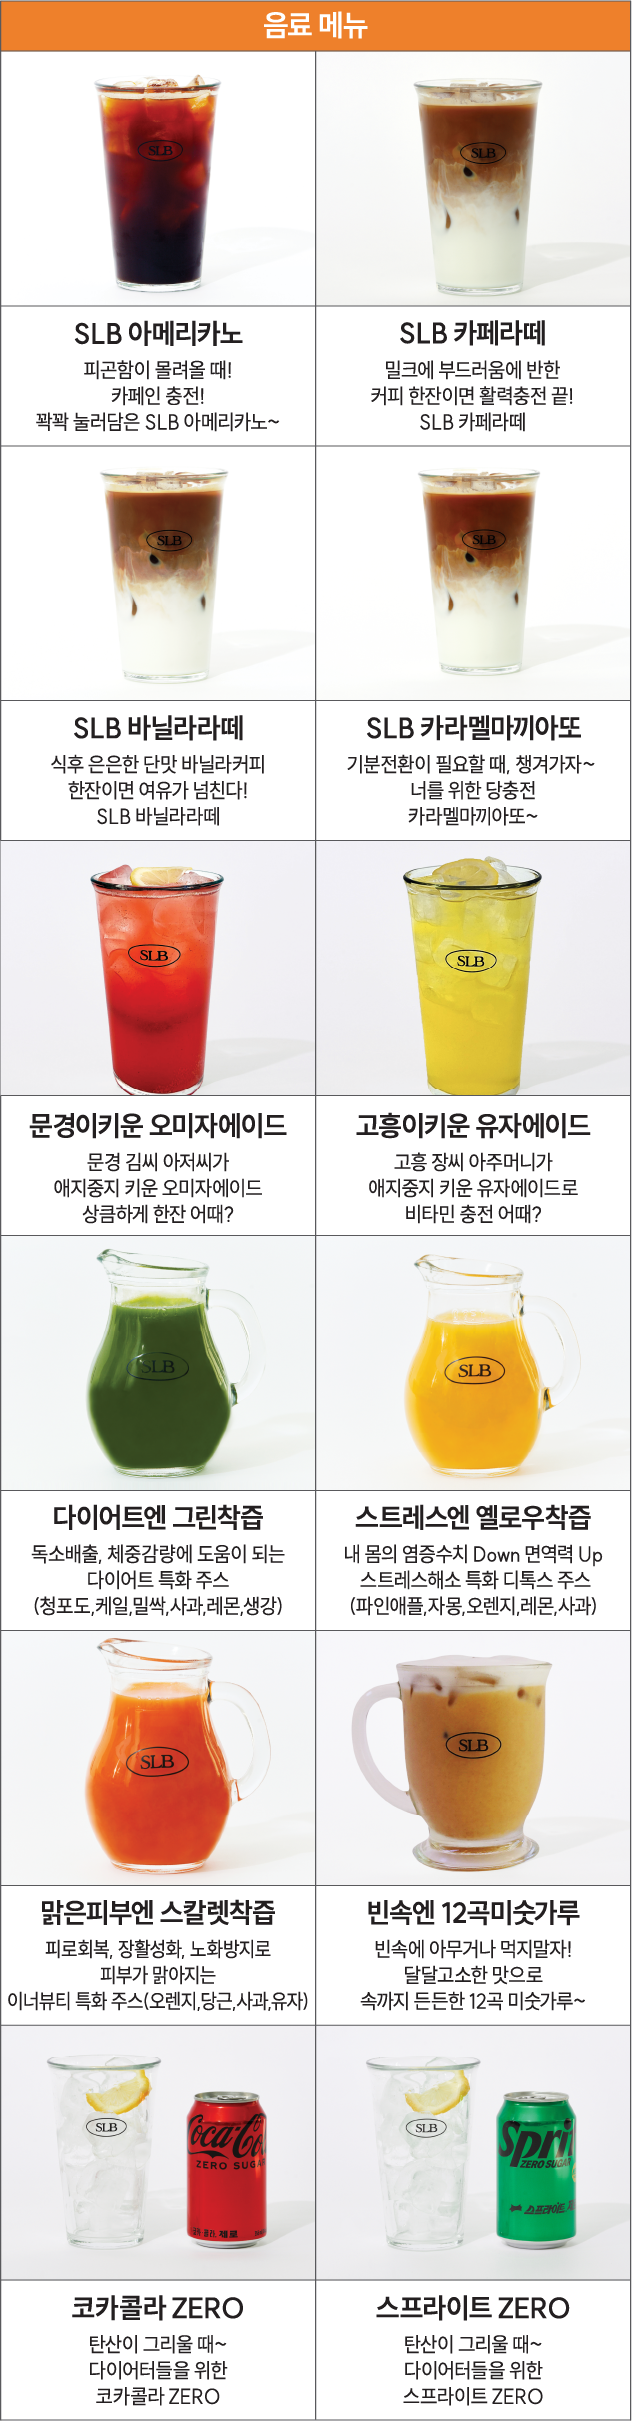 음료 메뉴
SLB
SLB
SLB 아메리카노
피곤함이 몰려올 때!
카페인 충전!
꽉꽉 눌러담은 SLB 아메리카노~
SLB 카페라떼
밀크에 부드러움에 반한
커피 한잔이면 활력충전 끝!
SLB 카페라떼
SLB
SLB
SLB 바닐라라떼
식후 은은한 단맛 바닐라커피
한잔이면 여유가 넘친다!
SLB 바닐라라떼
SLB 카라멜마끼아또
기분전환이 필요할 때, 챙겨가자~
너를 위한 당충전
카라멜마끼아또~
SLB
SLB
문경이키운 오미자에이드
문경 김씨 아저씨가
애지중지 키운 오미자에이드
상큼하게 한잔 어때?
고흥이키운 유자에이드
고흥 장씨 아주머니가
애지중지 키운 유자에이드로
비타민 충전 어때?
SLB
SLB
다이어트엔 그린착즙
독소배출, 체중감량에 도움이 되는
다이어트 특화 주스
(청포도,케일,밀싹,사과,레몬,생강)
스트레스엔 옐로우착즙
내 몸의 염증수치 Down 면역력 Up
스트레스해소 특화 디톡스 주스
(파인애플,자몽,오렌지,레몬,사과)
SLB
SLB
맑은피부엔 스칼렛착즙
피로회복, 장활성화, 노화방지로
피부가 맑아지는
이너뷰티 특화 주스(오렌지,당근,사과,유자)
빈속엔 12곡미숫가루
빈속에 아무거나 먹지말자!
달달고소한 맛으로
속까지 든든한 12곡 미숫가루~
SLB
Coca-Co
ZERO SUGAR
SLB
Spri
ZERO SUGAR
스프라이트
코카콜라 ZERO
탄산이 그리울 때~
다이어터들을 위한
코카콜라 ZERO
스프라이트 ZERO
탄산이 그리울 때~
다이어터들을 위한
스프라이트 ZERO